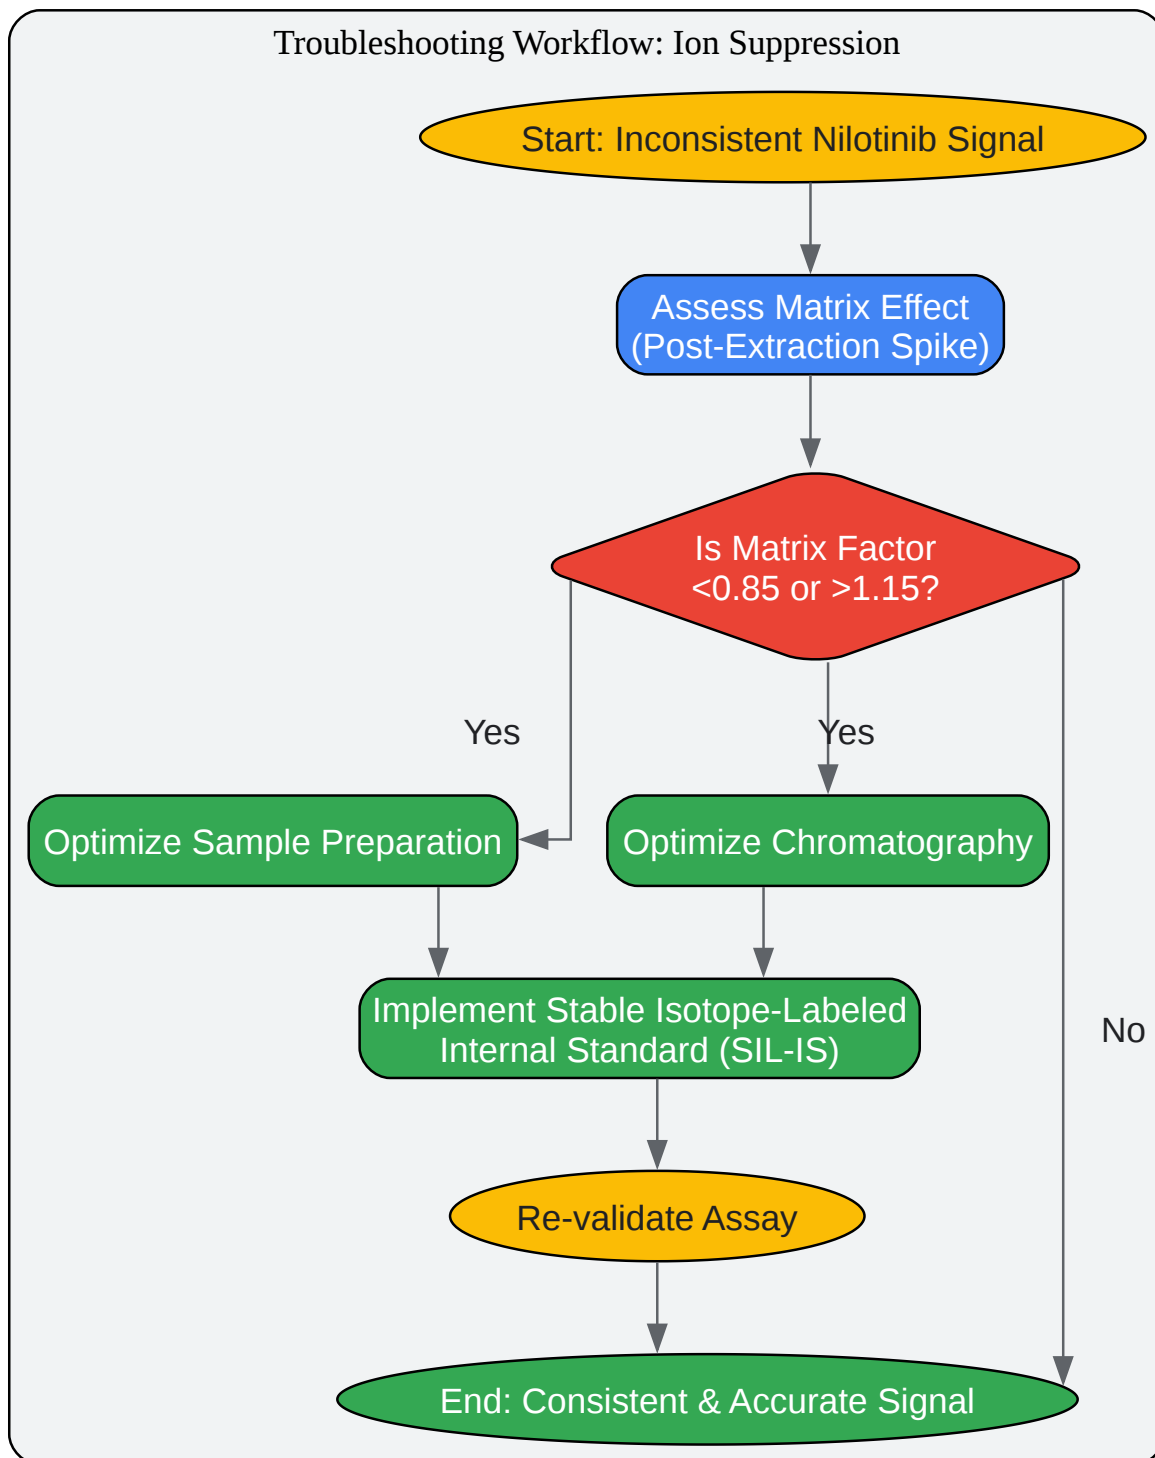 Troubleshooting Workflow: Ion Suppression
Start: Inconsistent Nilotinib Signal
Assess Matrix Effect
(Post-Extraction Spike)
Is Matrix Factor
<0.85 or >1.15?
Yes
Yes
Optimize Sample Preparation
Optimize Chromatography
Implement Stable Isotope-Labeled
Internal Standard (SIL-IS)
No
Re-validate Assay
End: Consistent & Accurate Signal